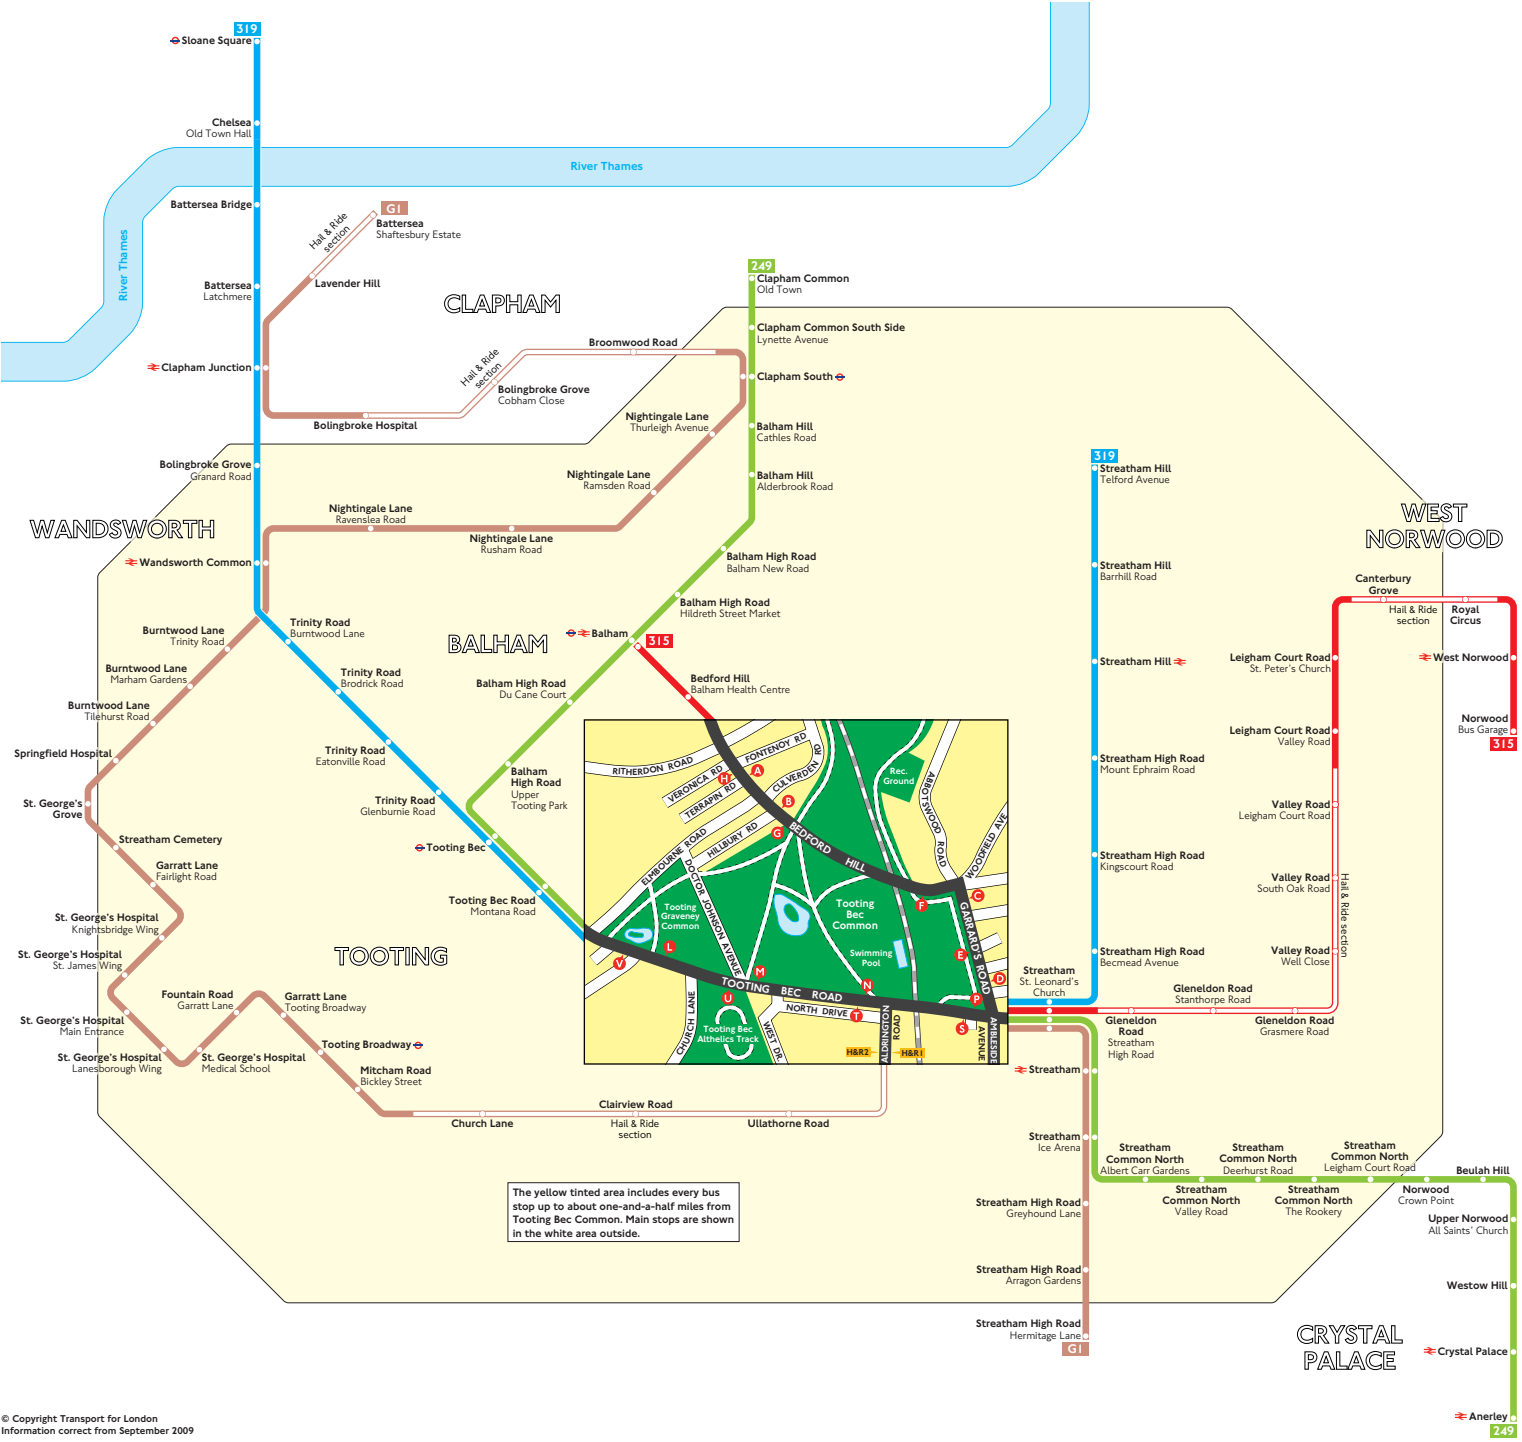 319
Sloane Square
Chelsea
Old Town Hall
River Thames
Battersea Bridge
G1
Battersea
Shaftesbury Estate
Hail & Ride
section
River Thames
Lavender Hill
Battersea
Latchmere
CLAPHAM
249
Clapham Common
Old Town
Clapham Common South Side
Lynette Avenue
Broomwood Road
Hail & Ride
section
Clapham Junction
Clapham South
Bolingbroke Grove
Cobham Close
Bolingbroke Hospital
Nightingale Lane
Thurleigh Avenue
Balham Hill
Cathles Road
Bolingbroke Grove
Granard Road
Nightingale Lane
Ramsden Road
Balham Hill
Alderbrook Road
319
Streatham Hill
Telford Avenue
WANDSWORTH
Nightingale Lane
Ravenslea Road
Nightingale Lane
Rusham Road
WEST
NORWOOD
Wandsworth Common
Balham High Road
Balham New Road
Streatham Hill
Barrhill Road
Canterbury
Grove
Hail & Ride
section
Royal
Circus
Balham High Road
Hildreth Street Market
Burntwood Lane
Trinity Road
Trinity Road
Burntwood Lane
BALHAM
Balham
315
Streatham Hill
Leigham Court Road
St. Peter's Church
West Norwood
Burntwood Lane
Marham Gardens
Trinity Road
Brodrick Road
Balham High Road
Du Cane Court
Bedford Hill
Balham Health Centre
Burntwood Lane
Tilehurst Road
Norwood
Bus Garage
315
Leigham Court Road
Valley Road
Springfield Hospital
Trinity Road
Eatonville Road
Streatham High Road
Mount Ephraim Road
Balham
High Road
Upper
Tooting Park
St. George's
Grove
Trinity Road
Glenburnie Road
Valley Road
Leigham Court Road
Streatham Cemetery
Tooting Bec
Streatham High Road
Kingscourt Road
Garratt Lane
Fairlight Road
Valley Road
South Oak Road
Hail & Ride section
Tooting Bec Road
Montana Road
St. George's Hospital
Knightsbridge Wing
St. George's Hospital
St. James Wing
TOOTING
Streatham High Road
Becmead Avenue
Valley Road
Well Close
Streatham
St. Leonard's
Church
Fountain Road
Garratt Lane
Garratt Lane
Tooting Broadway
Gleneldon Road
Stanthorpe Road
St. George's Hospital
Main Entrance
Gleneldon
Road
Streatham
High Road
Gleneldon Road
Grasmere Road
Tooting Broadway
St. George's Hospital
Lanesborough Wing
St. George's Hospital
Medical School
Mitcham Road
Bickley Street
Streatham
Clairview Road
Hail & Ride
section
Church Lane
Ullathorne Road
Streatham
Ice Arena
Streatham
Common North
Albert Carr Gardens
Streatham
Common North
Deerhurst Road
Streatham
Common North
Leigham Court Road
Beulah Hill
Streatham
Common North
Valley Road
Streatham
Common North
The Rookery
Norwood
Crown Point
RITHERDON ROAD
VERONICA RD
FONTENOY RD
TERRAPIN RD
CULVERDEN
RD
HILLBURY RD
ELMBOURNE ROAD
DOCTOR JOHNSON AVENUE
BEDFORD HILL
Rec.
Ground
ABBOTSWOOD ROAD
WOODFIELD AVE
GARRARD'S ROAD
Tooting
Graveney
Common
Tooting
Bec
Common
Swimming
Pool
TOOTING BEC ROAD
CHURCH LANE
Tooting Bec
Althelics Track
WEST DR.
NORTH DRIVE
ALDRINGTON
ROAD
AMBLESIDE
AVENUE
H&R2
H&R1
H
A
B
G
C
F
E
D
L
V
M
U
N
T
P
S
The yellow tinted area includes every bus
stop up to about one-and-a-half miles from
Tooting Bec Common. Main stops are shown
in the white area outside.
Streatham High Road
Greyhound Lane
Upper Norwood
All Saints' Church
Streatham High Road
Arragon Gardens
Westow Hill
Streatham High Road
Hermitage Lane
G1
CRYSTAL
PALACE
Crystal Palace
Anerley
249
© Copyright Transport for London
Information correct from September 2009